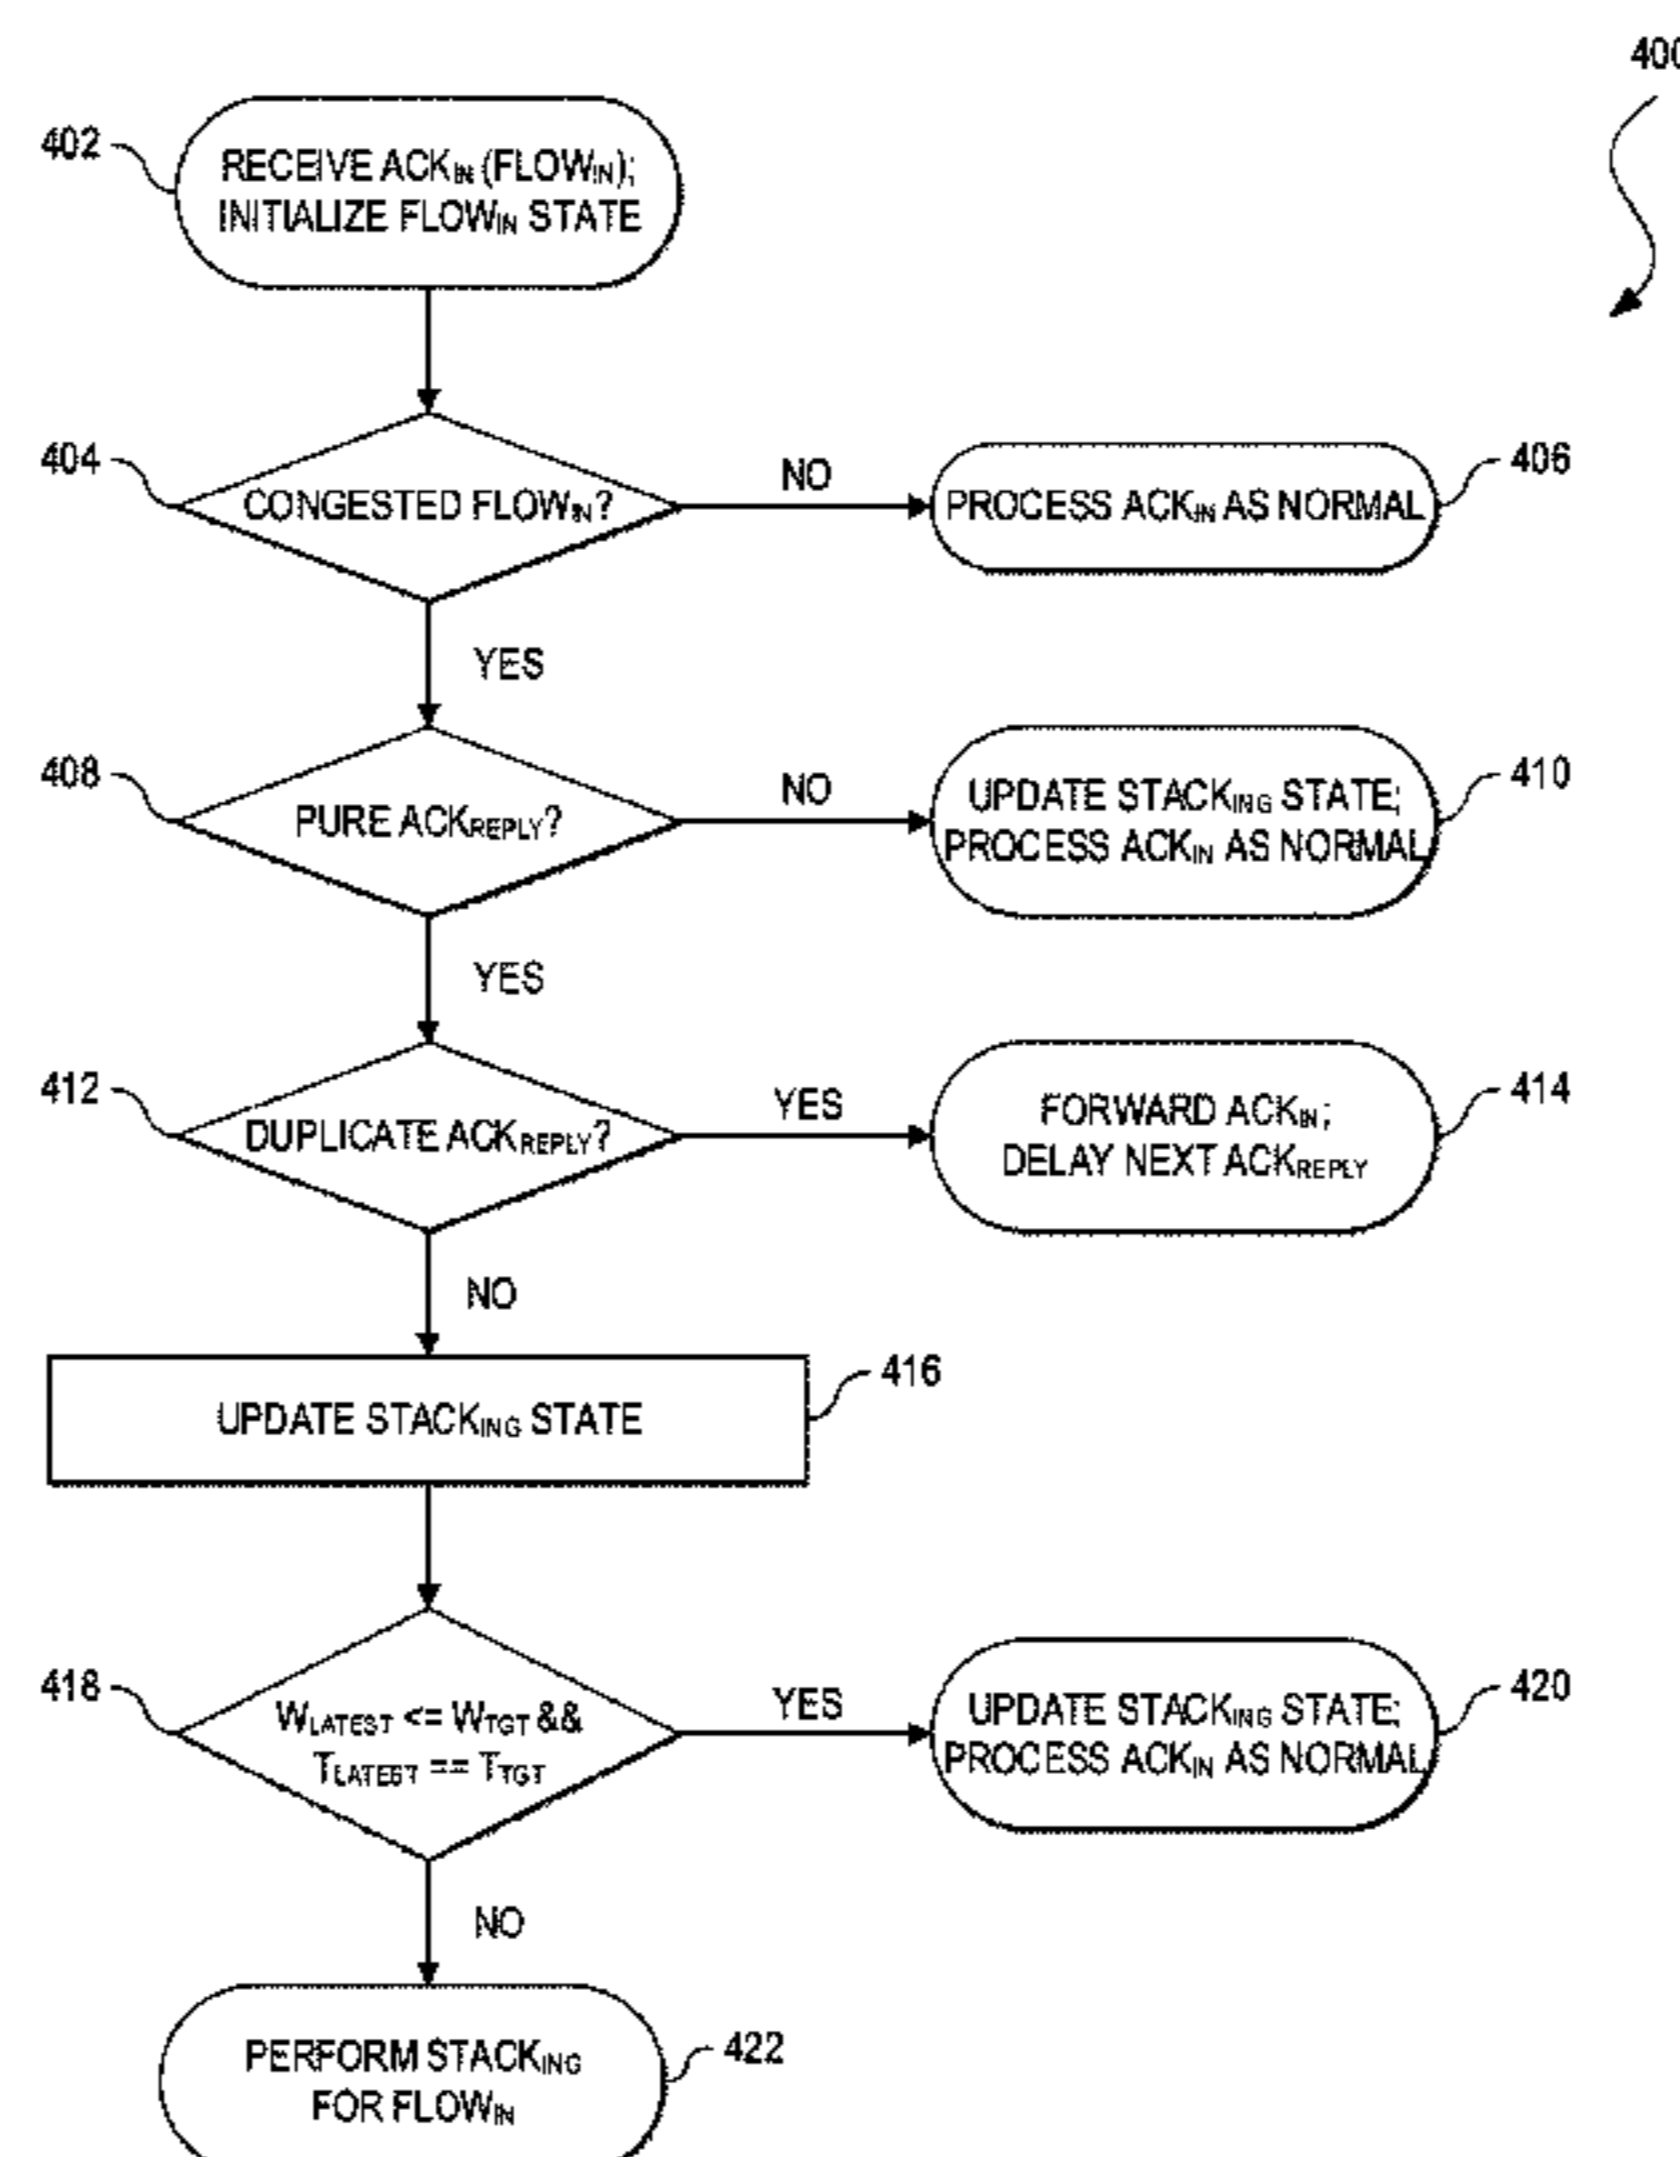 400
402
RECEIVE ACKIN (FLOWIN);
INITIALIZE FLOWIN STATE
404
CONGESTED FLOWIN?
NO
PROCESS ACKIN AS NORMAL
406
YES
408
PURE ACKREPLY?
NO
UPDATE STACKING STATE;
PROCESS ACKIN AS NORMAL
410
YES
412
DUPLICATE ACKREPLY?
YES
FORWARD ACKIN;
DELAY NEXT ACKREPLY
414
NO
UPDATE STACKING STATE
416
418
WLATEST <= WTGT &&
TLATEST == TTGT
YES
UPDATE STACKING STATE;
PROCESS ACKIN AS NORMAL
420
NO
PERFORM STACKING
FOR FLOWIN
422